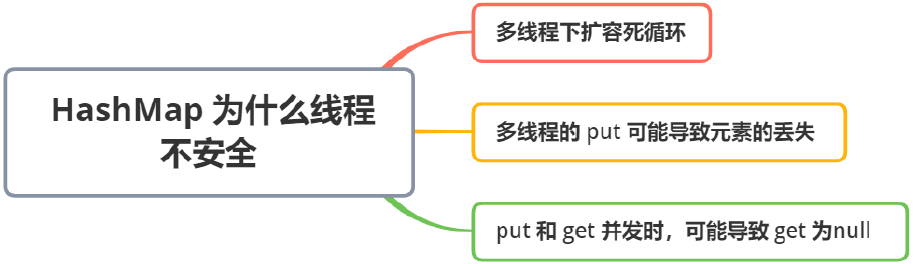 HashMap 为什么线程
不安全
多线程下扩容死循环
多线程的 put 可能导致元素的丢失
put 和 get 并发时，可能导致 get 为null